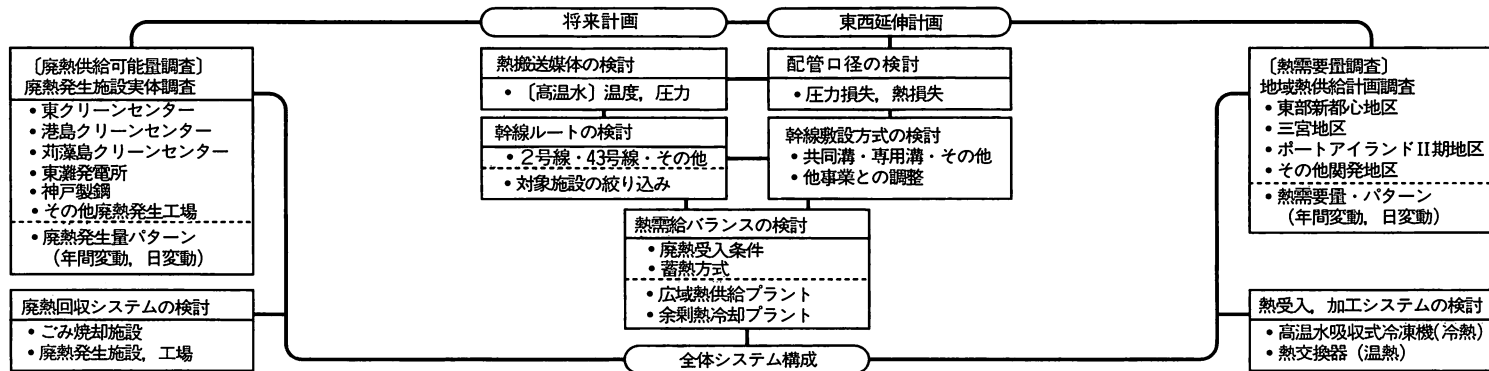 将来計画
東西延伸計画
〔廃熱供給可能量調査〕
廃熱発生施設実体調査
•東クリーンセンター
•港島クリーンセンター
•苅藻島クリーンセンター
•東灘発電所
•神戸製鋼
•その他廃熱発生工場
•廃熱発生量パターン
（年間変動，日変動）
廃熱回収システムの検討
•ごみ焼却施設
•廃熱発生施設，工場
熱搬送媒体の検討
•〔高温水〕温度，圧力
幹線ルートの検討
•2号線・43号線・その他
•対象施設の絞り込み
配管口径の検討
•圧力損失，熱損失
幹線敷設方式の検討
•共同溝・専用溝・その他
•他事業との調整
熱需給バランスの検討
•廃熱受入条件
•蓄熱方式
•広域熱供給プラント
•余剰熱冷却プラント
全体システム構成
〔熱需要量調査〕
地域熱供給計画調査
•東部新都心地区
•三宮地区
•ポートアイランドII期地区
•その他開発地区
•熱需要量・パターン
（年間変動，日変動）
熱受入，加工システムの検討
•高温水吸収式冷凍機（冷熱）
•熱交換器（温熱）